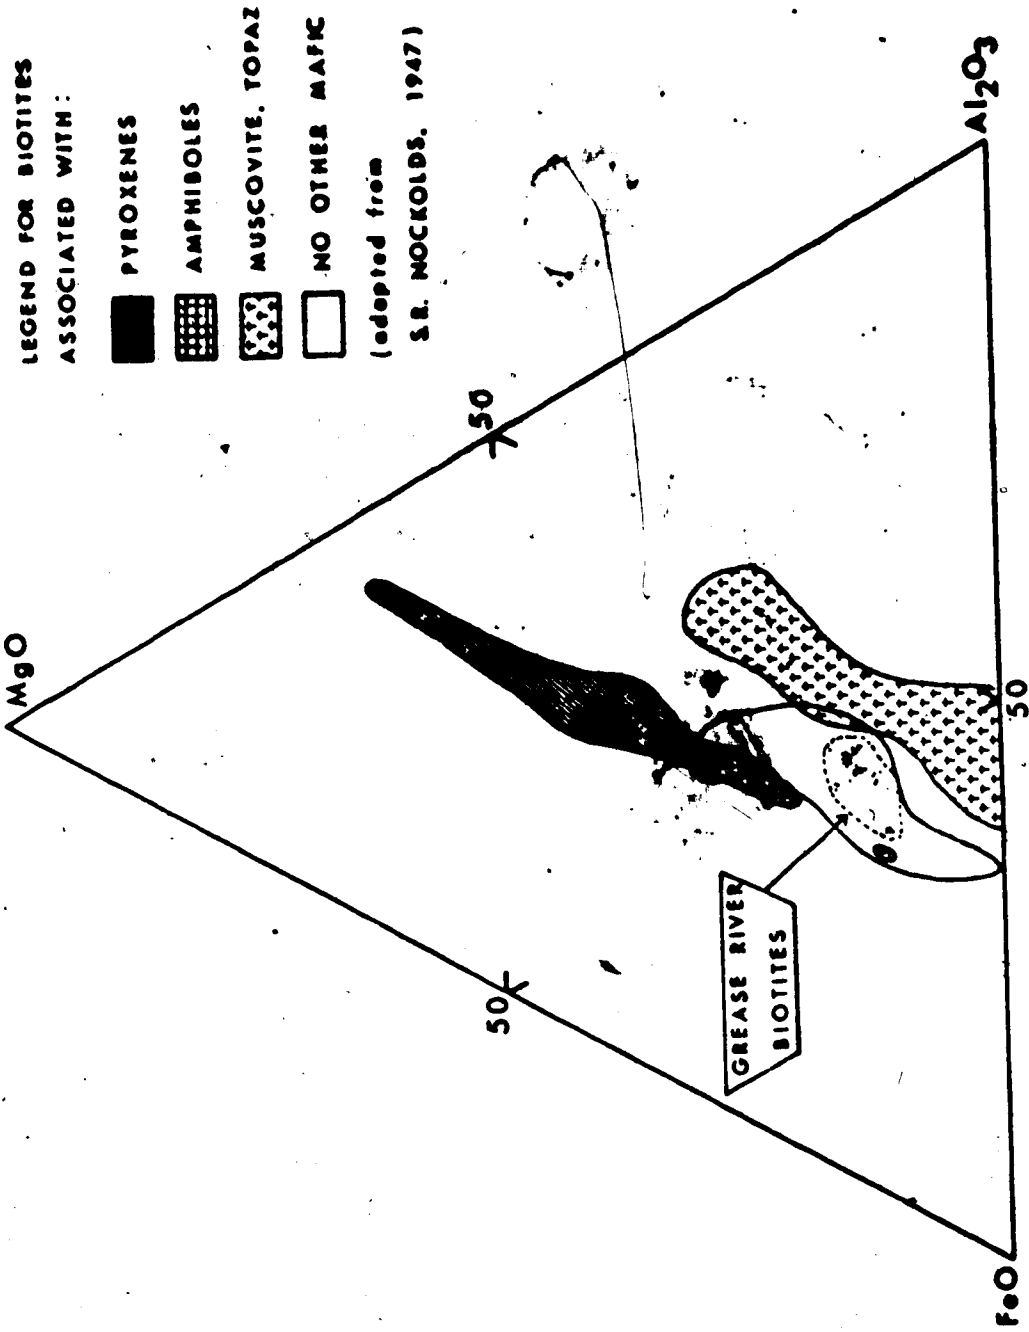 LEGEND FOR BIOTITES
ASSOCIATED WITH:
PYROXENES
AMPHIBOLES
MUSCOVITE, TOPAZ
NO OTHER MAFIC
(adapted from
S.R. NOCKOLDS, 1947)
MgO
50
50
GREASE RIVER
BIOTITES
FeO
50
Al₂O₃